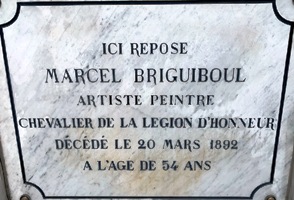 ICI REPOSE
MARCEL BRIGUIBOUL
ARTISTE PEINTRE
CHEVALIER DE LA LEGION D'HONNEUR
DÉCÉDÉ LE 20 MARS 1892
A L'AGE DE 54 ANS